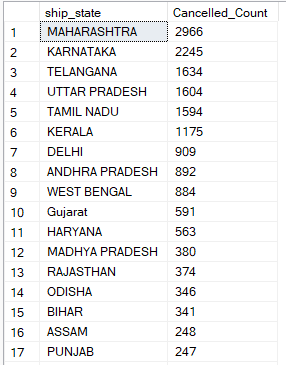 ship_state Cancelled_Count
1 MAHARASHTRA 2966
2 KARNATAKA 2245
3 TELANGANA 1634
4 UTTAR PRADESH 1604
5 TAMIL NADU 1594
6 KERALA 1175
7 DELHI 909
8 ANDHRA PRADESH 892
9 WEST BENGAL 884
10 Gujarat 591
11 HARYANA 563
12 MADHYA PRADESH 380
13 RAJASTHAN 374
14 ODISHA 346
15 BIHAR 341
16 ASSAM 248
17 PUNJAB 247